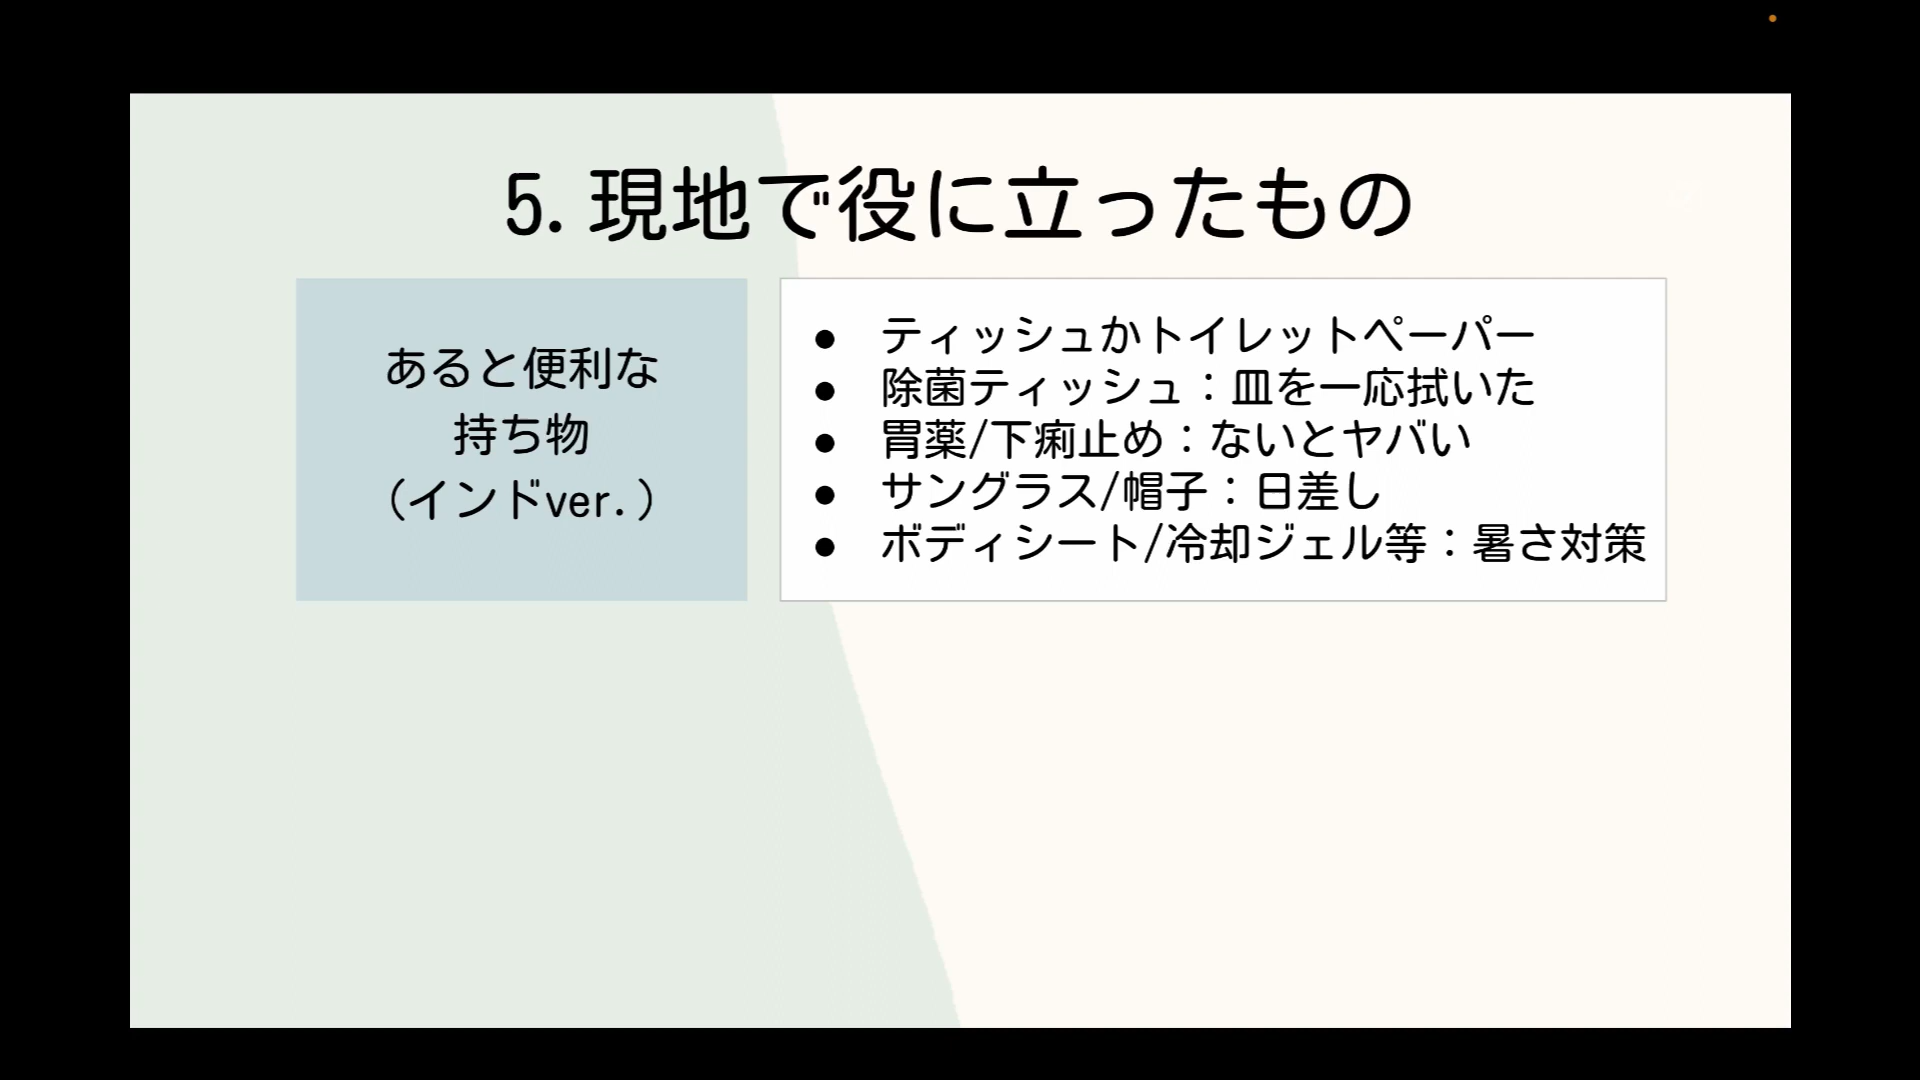 5.現地で役に立ったもの
あると便利な
持ち物
（インドver.）
● ティッシュかトイレットペーパー
● 除菌ティッシュ：皿を一応拭いた
● 胃薬/下痢止め：ないとヤバい
● サングラス/帽子：日差し
● ボディシート/冷却ジェル等：暑さ対策